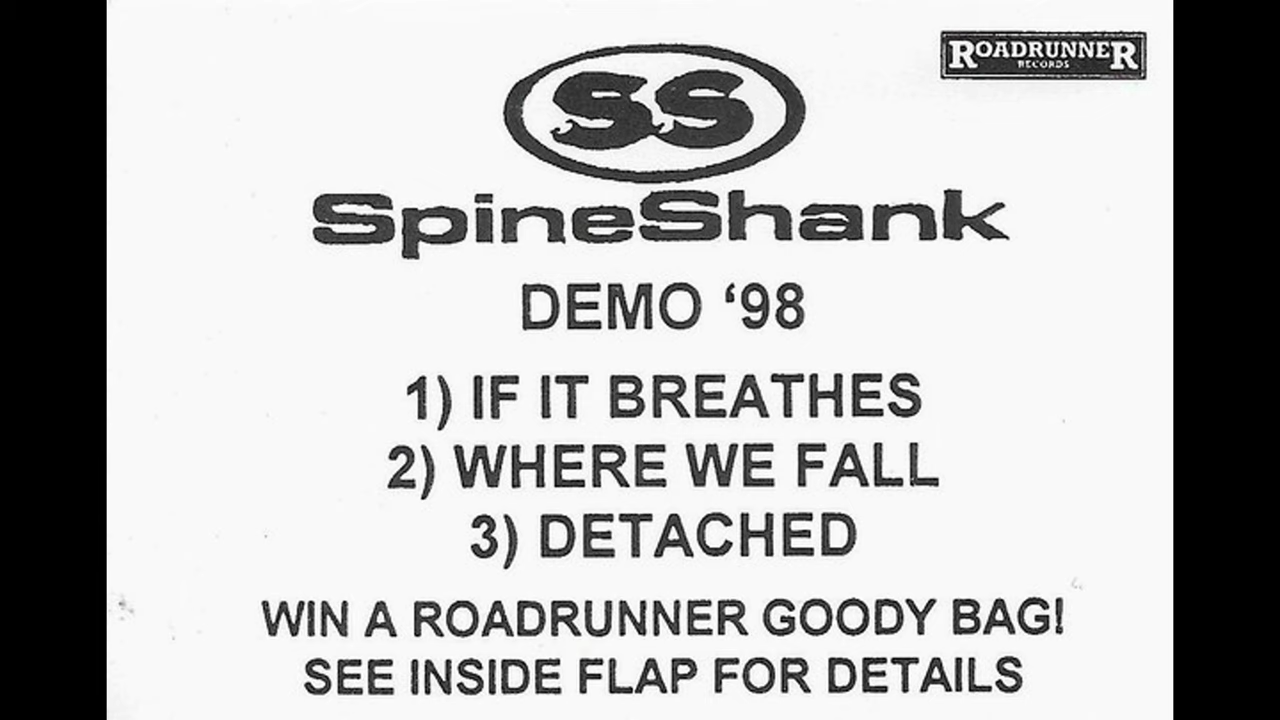 ROADRUNNER
RECORDS
SS
SpineShank
DEMO ‘98
1) IF IT BREATHES
2) WHERE WE FALL
3) DETACHED
WIN A ROADRUNNER GOODY BAG!
SEE INSIDE FLAP FOR DETAILS